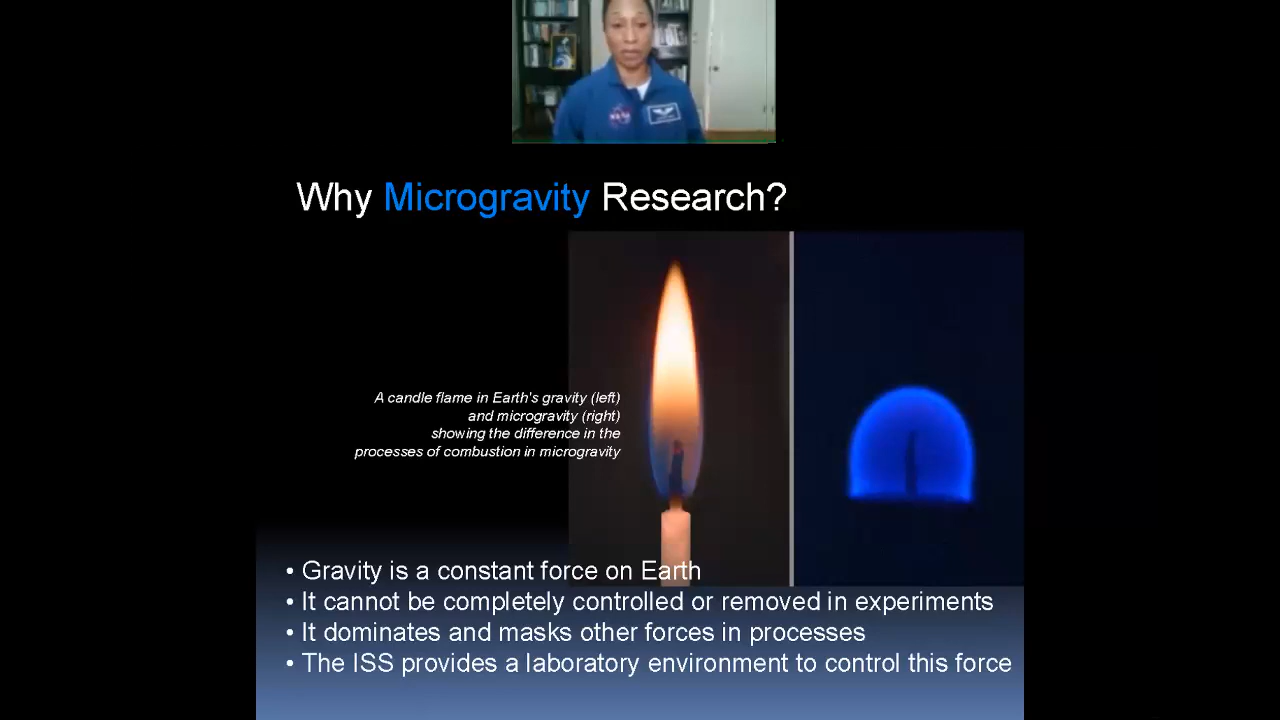 NASA
Why Microgravity Research?
A candle flame in Earth's gravity (left)
and microgravity (right)
showing the difference in the
processes of combustion in microgravity
• Gravity is a constant force on Earth
• It cannot be completely controlled or removed in experiments
• It dominates and masks other forces in processes
• The ISS provides a laboratory environment to control this force